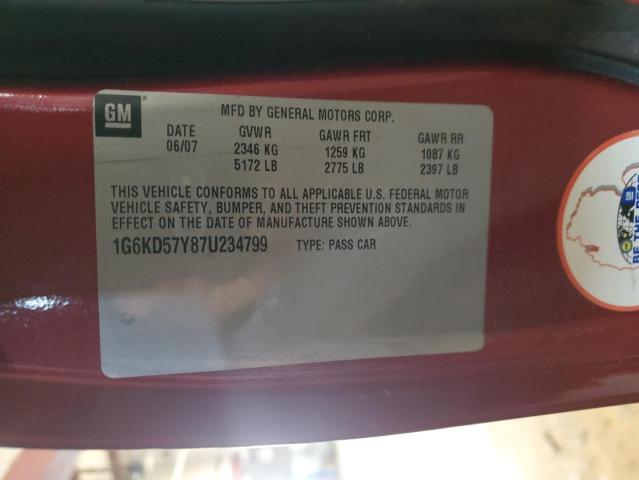 GM
MFD BY GENERAL MOTORS CORP.
DATE GVWR GAWR FRT GAWR RR
06/07 2346 KG 1259 KG 1087 KG
5172 LB 2775 LB 2397 LB
THIS VEHICLE CONFORMS TO ALL APPLICABLE U.S. FEDERAL MOTOR
VEHICLE SAFETY, BUMPER, AND THEFT PREVENTION STANDARDS IN
EFFECT ON THE DATE OF MANUFACTURE SHOWN ABOVE.
1G6KD57Y87U234799 TYPE: PASS CAR
BE THE